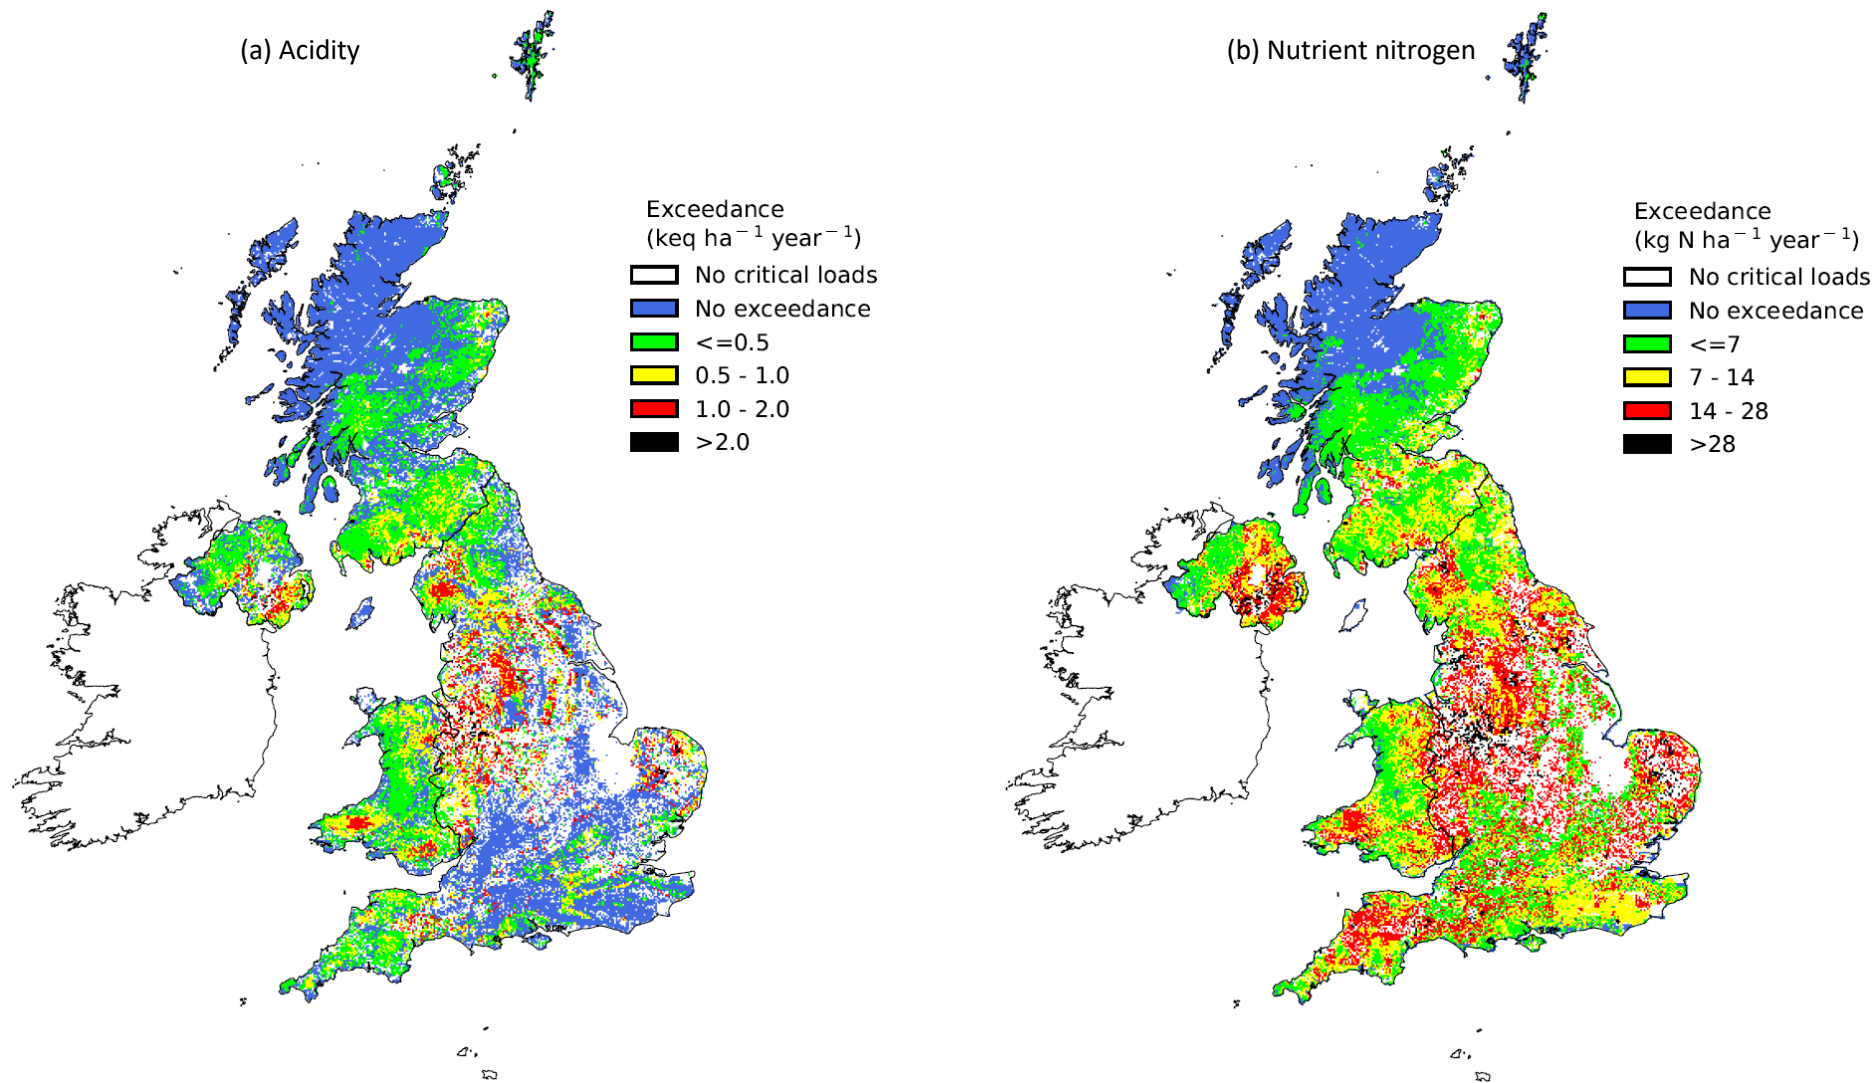 (a) Acidity
Exceedance
(keq ha⁻¹ year⁻¹)
No critical loads
No exceedance
<=0.5
0.5 - 1.0
1.0 - 2.0
>2.0
(b) Nutrient nitrogen
Exceedance
(kg N ha⁻¹ year⁻¹)
No critical loads
No exceedance
<=7
7 - 14
14 - 28
>28